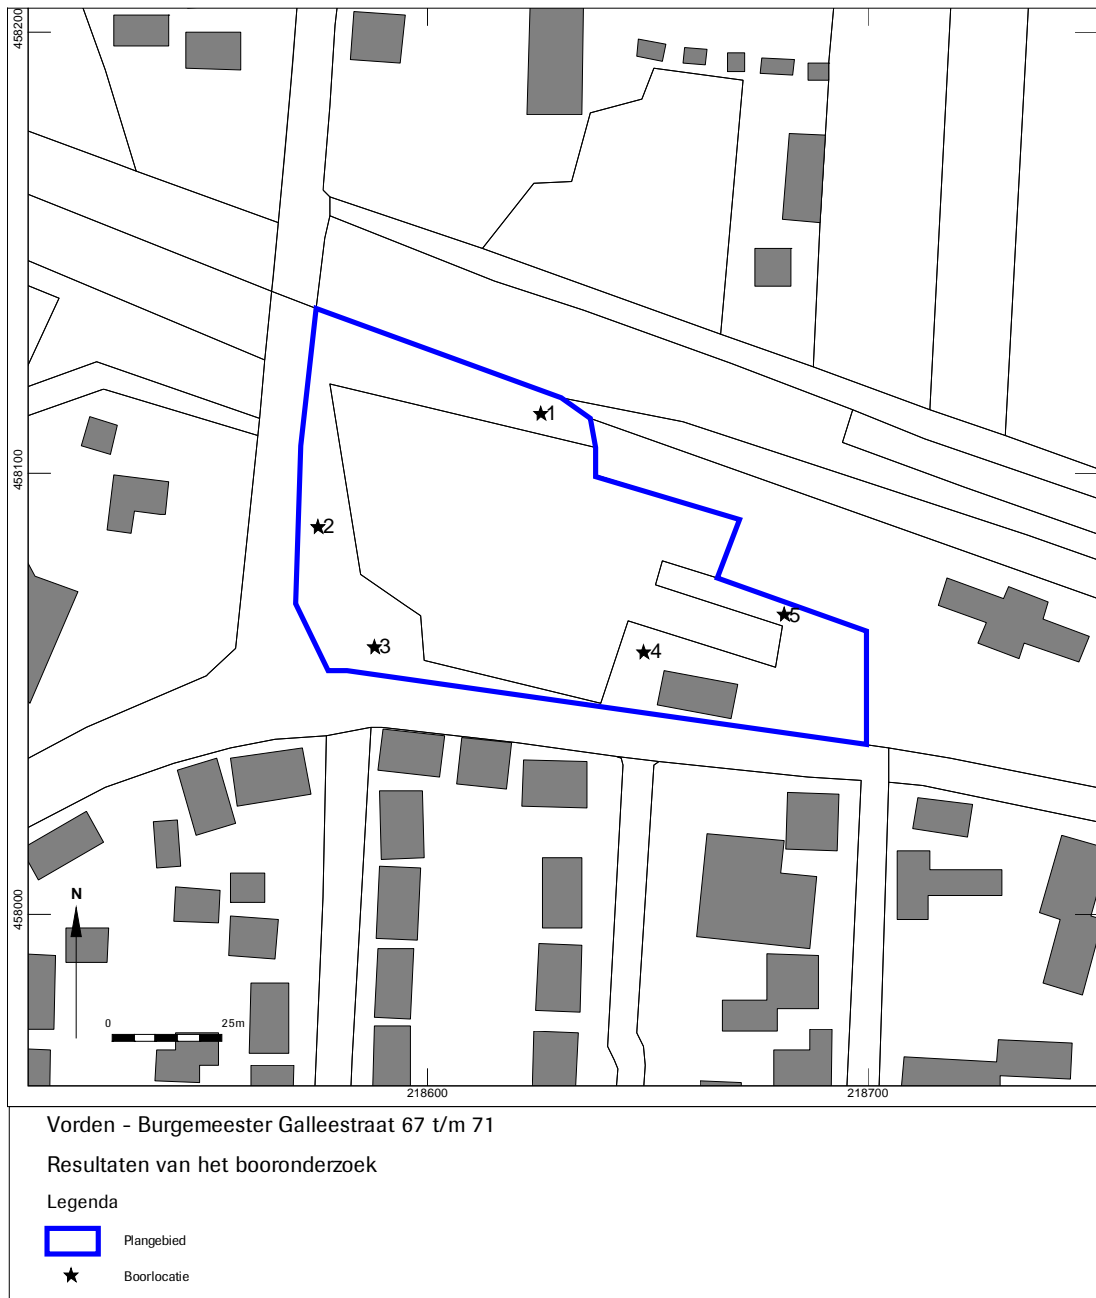 458200
1
458100
2
5
3
4
458000
N
0 25m
218600 218700
Vorden - Burgemeester Galleestraat 67 t/m 71
Resultaten van het booronderzoek
Legenda
Plangebied
Boorlocatie